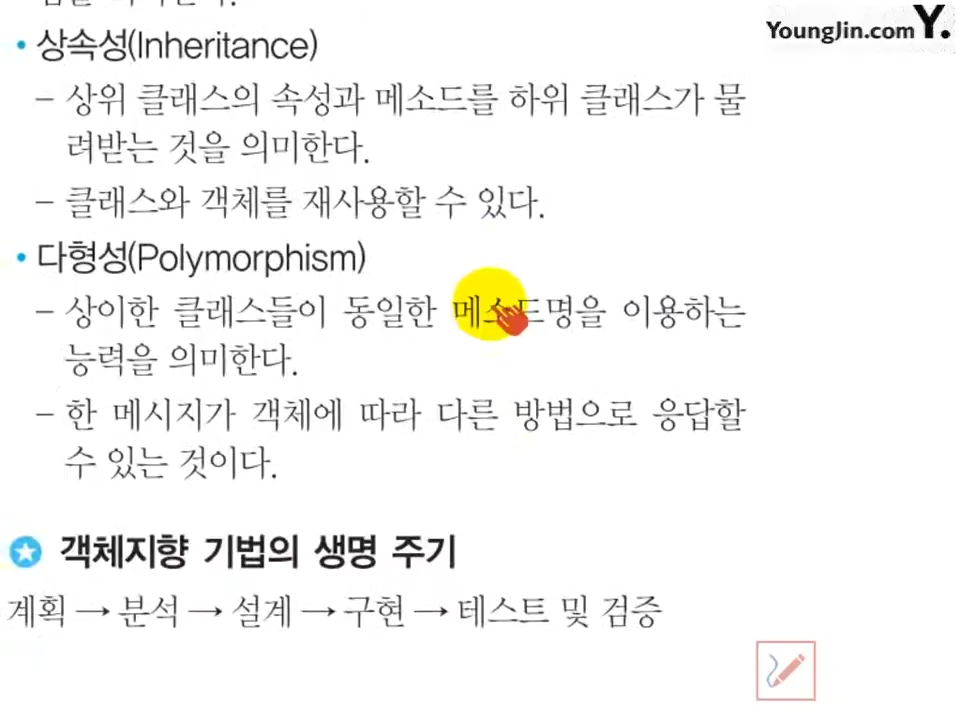 YoungJin.com Y.
• 상속성(Inheritance)
– 상위 클래스의 속성과 메소드를 하위 클래스가 물
려받는 것을 의미한다.
– 클래스와 객체를 재사용할 수 있다.
• 다형성(Polymorphism)
– 상이한 클래스들이 동일한 메소드명을 이용하는
능력을 의미한다.
– 한 메시지가 객체에 따라 다른 방법으로 응답할
수 있는 것이다.
객체지향 기법의 생명 주기
계획 → 분석 → 설계 → 구현 → 테스트 및 검증